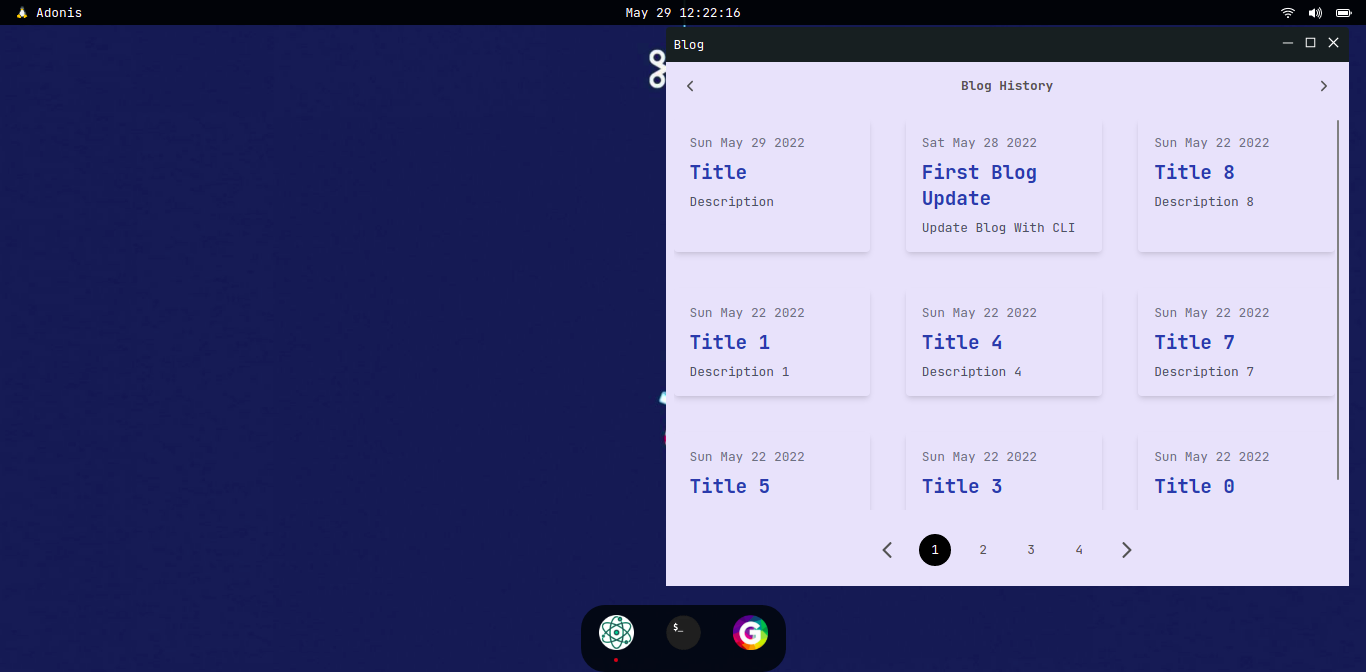 Adonis
May 29 12:22:16
Blog
Blog History
Sun May 29 2022
Title
Description
Sat May 28 2022
First Blog
Update
Update Blog With CLI
Sun May 22 2022
Title 8
Description 8
Sun May 22 2022
Title 1
Description 1
Sun May 22 2022
Title 4
Description 4
Sun May 22 2022
Title 7
Description 7
Sun May 22 2022
Title 5
Sun May 22 2022
Title 3
Sun May 22 2022
Title 0
1 2 3 4
$_
G